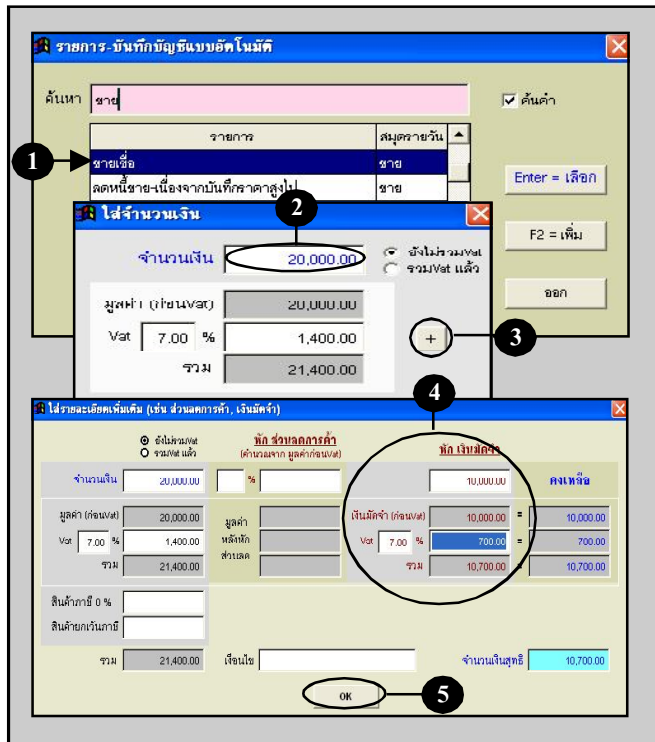 รายการ-บันทึกบัญชีแบบอัตโนมัติ
ค้นหา ขาย ค้นคำ
รายการ สมุดรายวัน
1 ขายเชื่อ ขาย
ลดหนี้ขาย-เนื่องจากบันทึกราคาสูงไป ขาย
Enter = เลือก
F2 = เพิ่ม
ออก
ใส่จำนวนเงิน 2
จำนวนเงิน 20,000.00 ยังไม่รวมVat
รวมVat แล้ว
มูลค่า (ก่อนVat) 20,000.00
Vat 7.00 % 1,400.00 + 3
รวม 21,400.00
4
ใส่รายละเอียดเพิ่มเติม (เช่น ส่วนลดการค้า, เงินมัดจำ)
ยังไม่รวมVat หัก ส่วนลดการค้า
รวมVat แล้ว (คำนวณจาก มูลค่าก่อนVat) หัก เงินมัดจำ
จำนวนเงิน 20,000.00 % 10,000.00 คงเหลือ
มูลค่า (ก่อนVat) 20,000.00 มูลค่า เงินมัดจำ (ก่อนVat) 10,000.00 = 10,000.00
Vat 7.00 % 1,400.00 หลังหัก Vat 7.00 % 700.00 = 700.00
รวม 21,400.00 ส่วนลด รวม 10,700.00 = 10,700.00
สินค้าภาษี 0 %
สินค้ายกเว้นภาษี
รวม 21,400.00 เงื่อนไข จำนวนเงินสุทธิ 10,700.00
OK 5